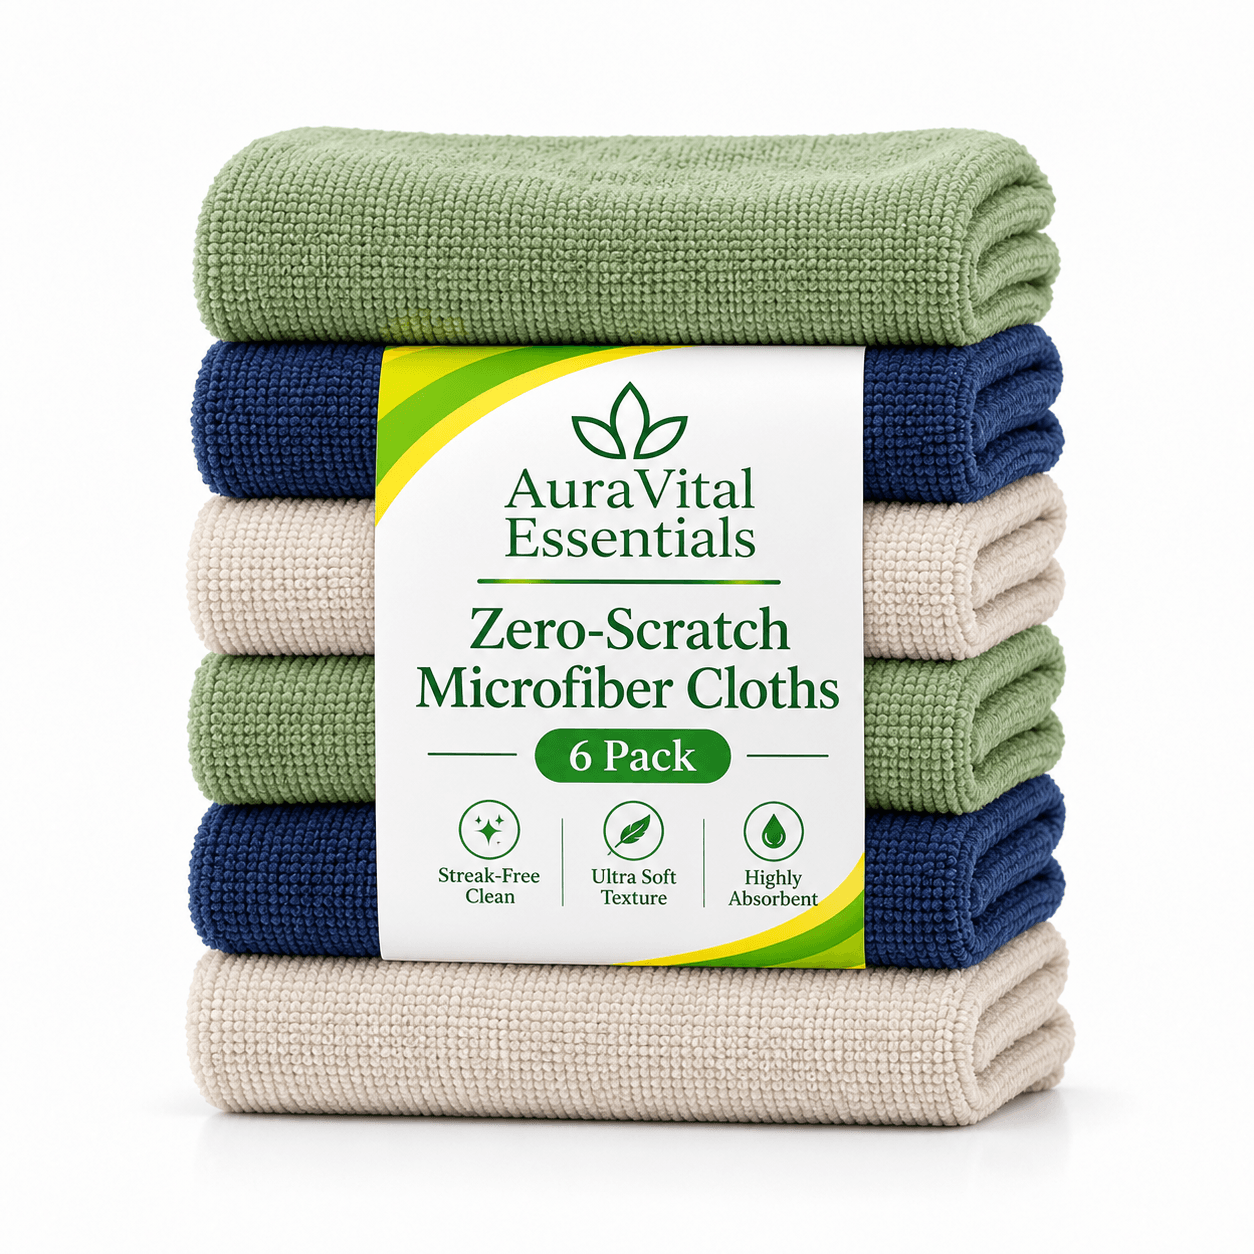 AuraVital
Essentials
Zero-Scratch
Microfiber Cloths
6 Pack
Streak-Free
Clean
Ultra Soft
Texture
Highly
Absorbent